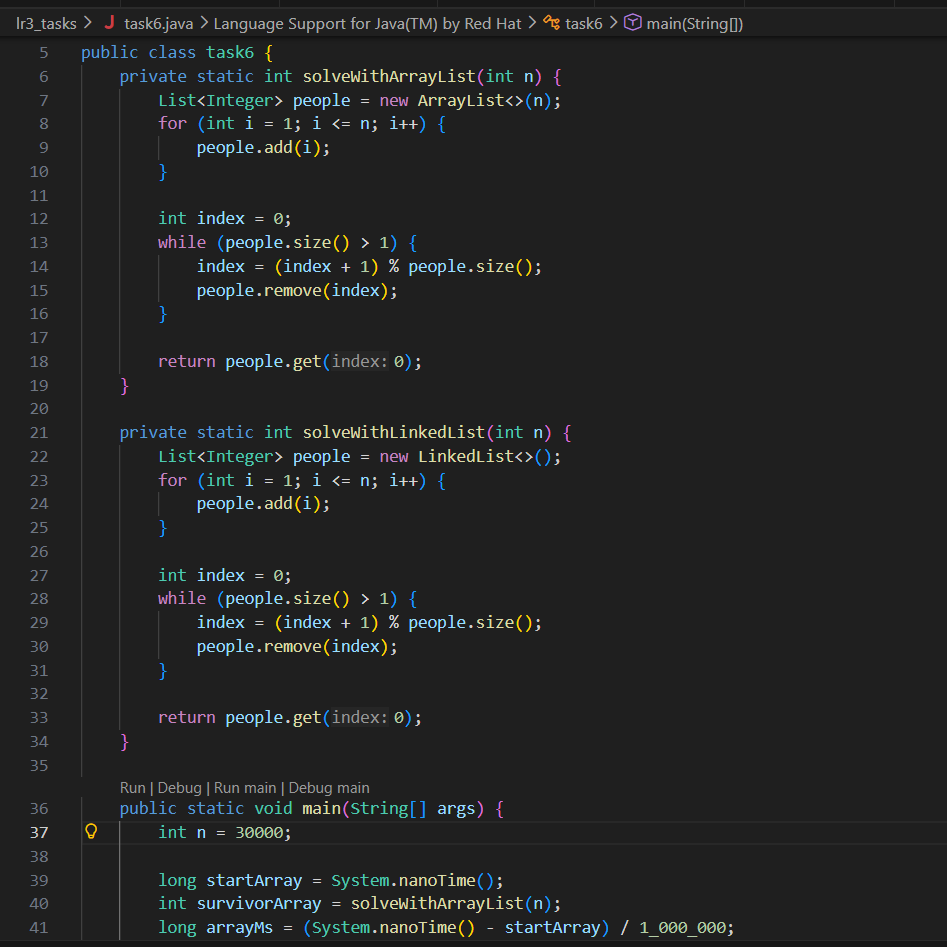 lr3_tasks > J task6.java > Language Support for Java(TM) by Red Hat > task6 > main(String[])
5 public class task6 {
6 private static int solveWithArrayList(int n) {
7 List<Integer> people = new ArrayList<>(n);
8 for (int i = 1; i <= n; i++) {
9 people.add(i);
10 }
11
12 int index = 0;
13 while (people.size() > 1) {
14 index = (index + 1) % people.size();
15 people.remove(index);
16 }
17
18 return people.get(index: 0);
19 }
20
21 private static int solveWithLinkedList(int n) {
22 List<Integer> people = new LinkedList<>();
23 for (int i = 1; i <= n; i++) {
24 people.add(i);
25 }
26
27 int index = 0;
28 while (people.size() > 1) {
29 index = (index + 1) % people.size();
30 people.remove(index);
31 }
32
33 return people.get(index: 0);
34 }
35
Run | Debug | Run main | Debug main
36 public static void main(String[] args) {
37 int n = 30000;
38
39 long startArray = System.nanoTime();
40 int survivorArray = solveWithArrayList(n);
41 long arrayMs = (System.nanoTime() - startArray) / 1_000_000;